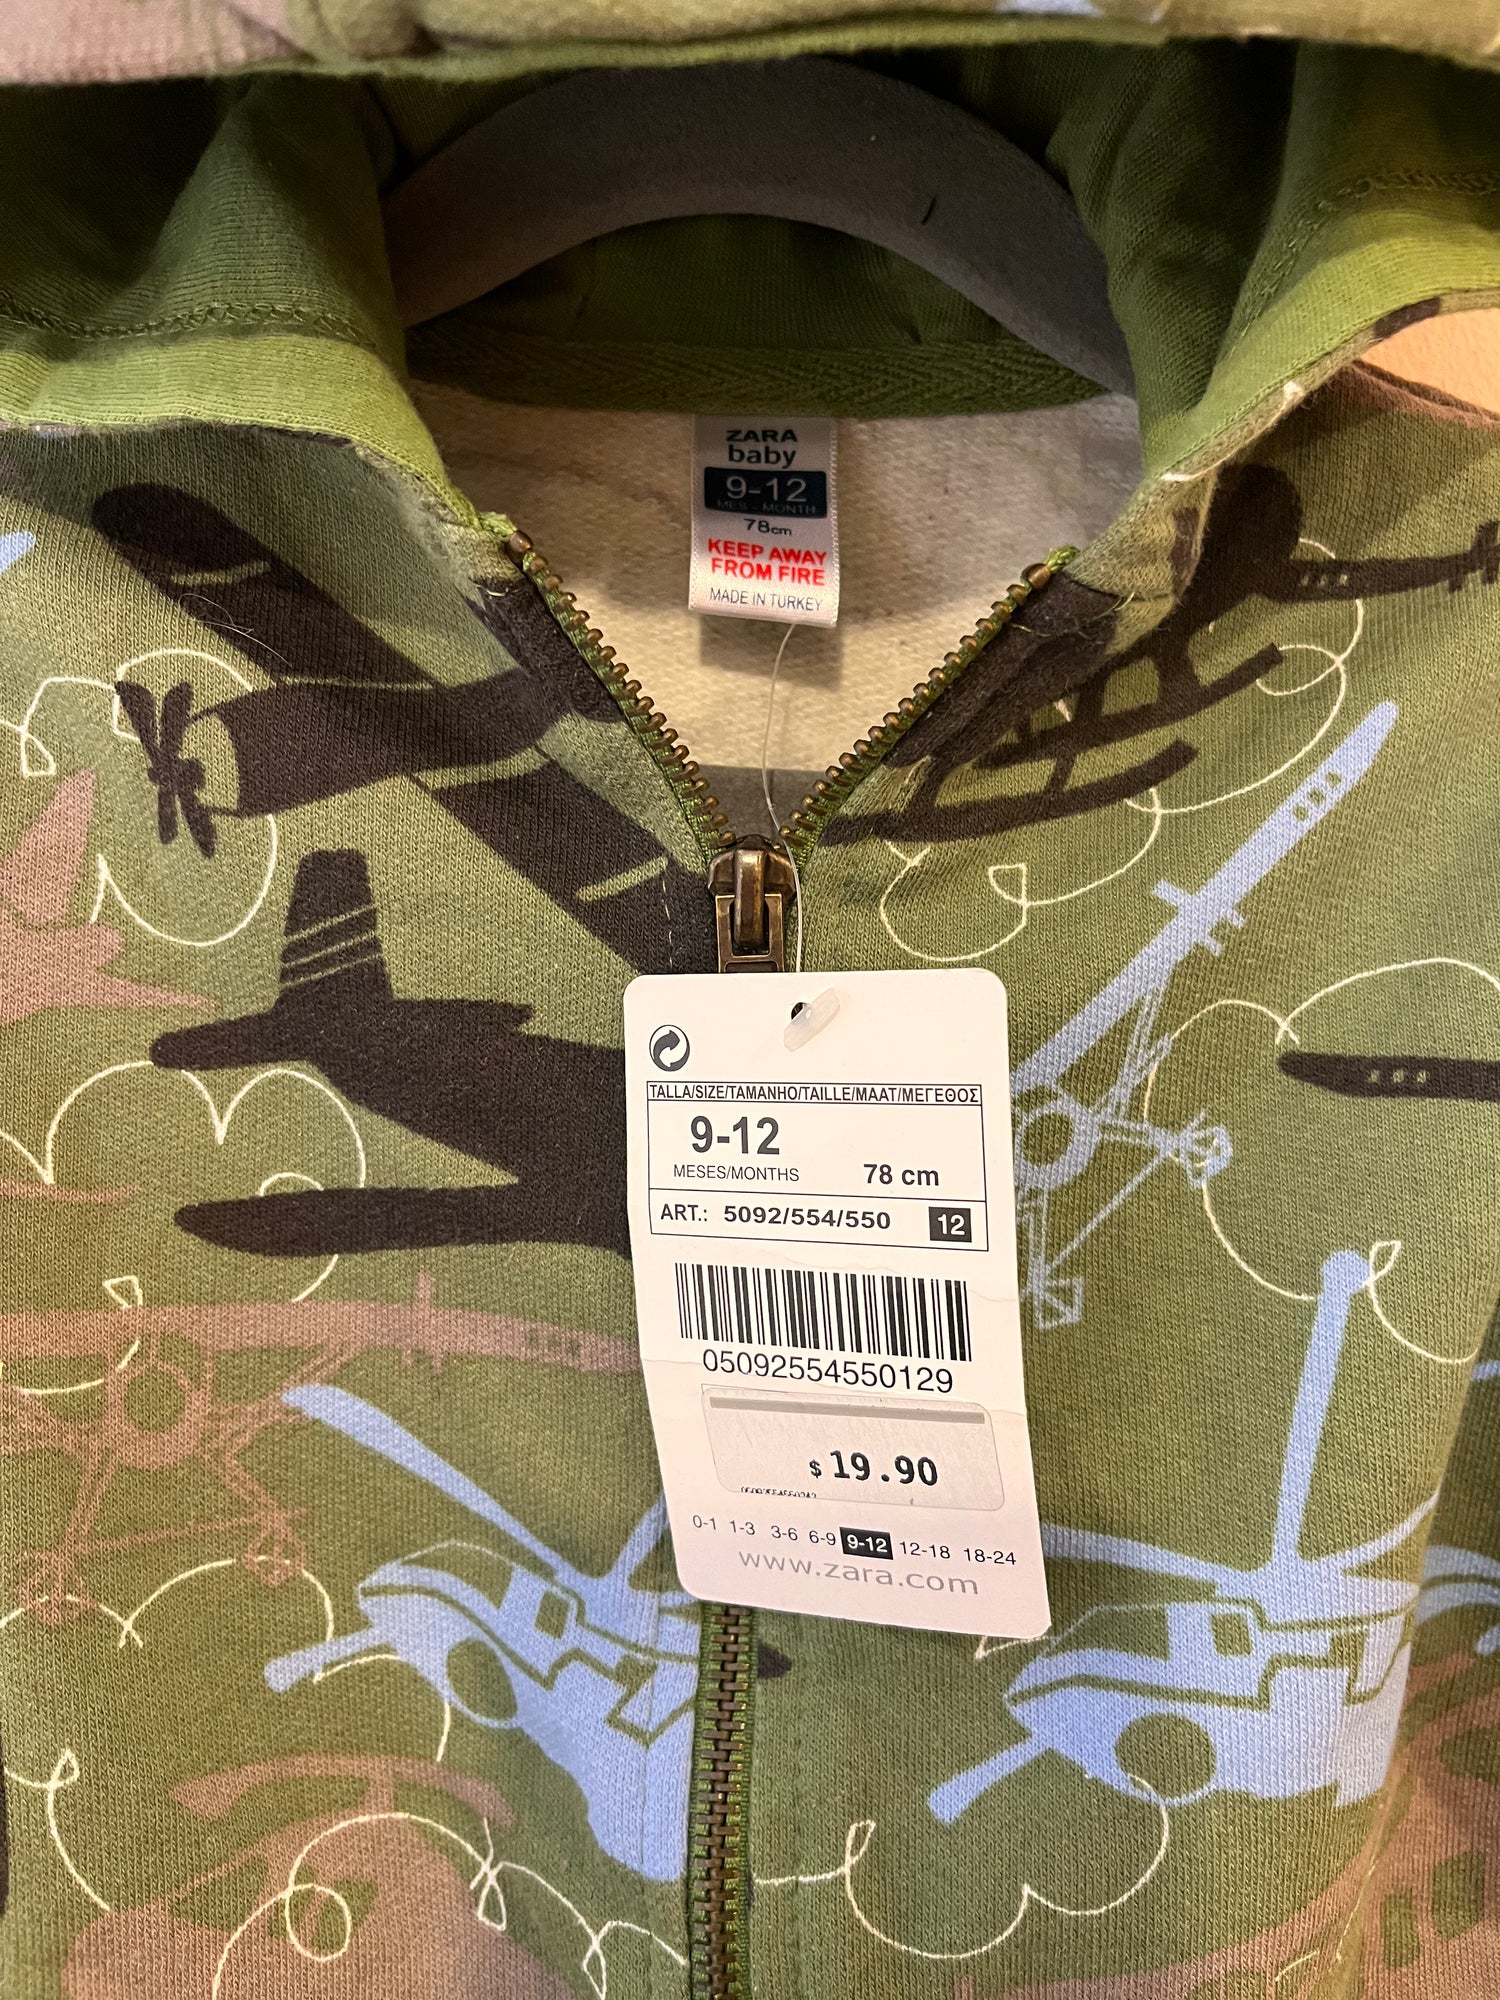 ZARA
baby
9-12
MES - MONTH
78cm
KEEP AWAY
FROM FIRE
MADE IN TURKEY
TALLA/SIZE/TAMANHO/TAILLE/MAAT/ΜΕΓΕΘΟΣ
9-12
MESES/MONTHS 78 cm
ART.: 5092/554/550 12
05092554550129
$ 19.90
0-1 1-3 3-6 6-9 9-12 12-18 18-24
www.zara.com